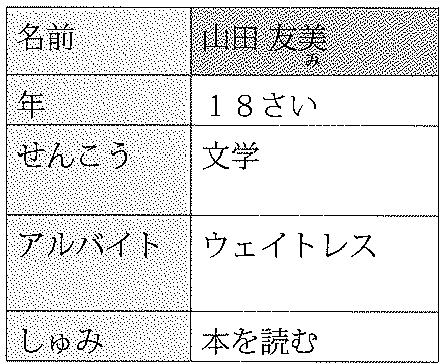 名前 山田 友美
み
年 18さい
せんこう 文学
アルバイト ウェイトレス
しゅみ 本を読む